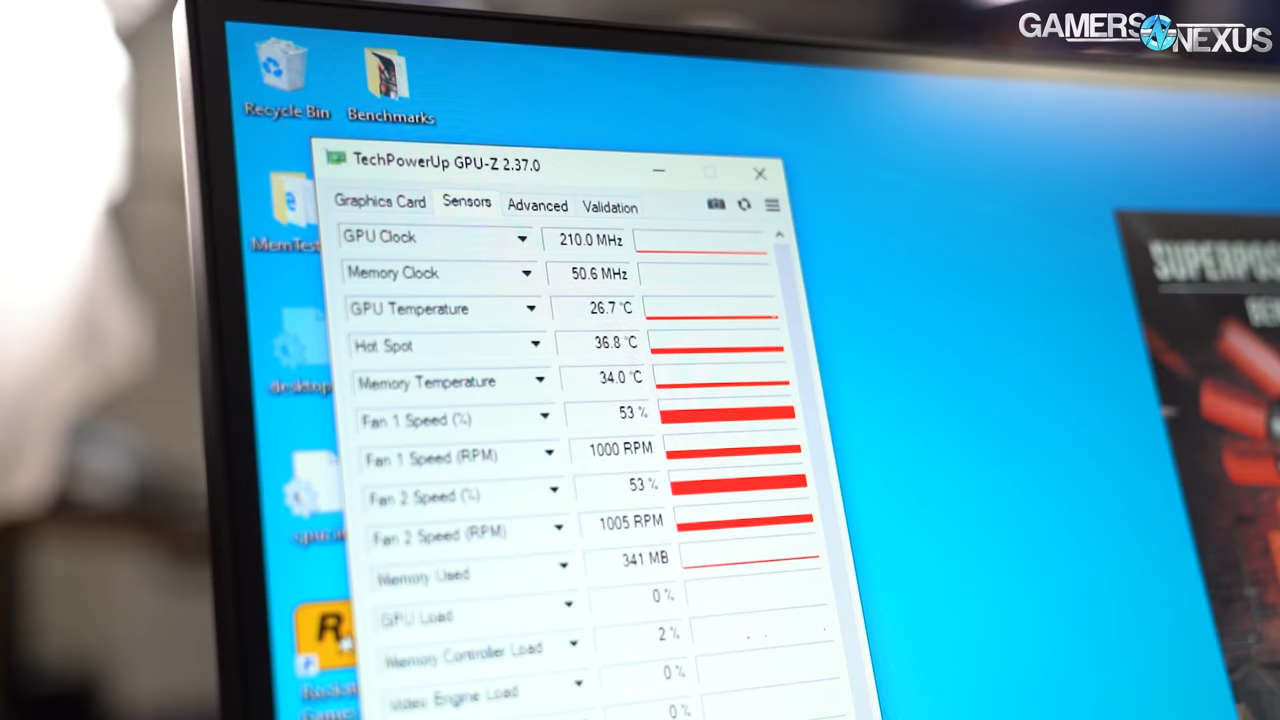 GAMERS NEXUS
Recycle Bin
Benchmarks
TechPowerUp GPU-Z 2.37.0
Graphics Card Sensors Advanced Validation
GPU Clock 210.0 MHz
Memory Clock 50.6 MHz
GPU Temperature 26.7 °C
Hot Spot 36.8 °C
Memory Temperature 34.0 °C
Fan 1 Speed (%) 53 %
Fan 1 Speed (RPM) 1000 RPM
Fan 2 Speed (%) 53 %
Fan 2 Speed (RPM) 1005 RPM
Memory Used 341 MB
GPU Load 0 %
Memory Controller Load 2 %
Video Engine Load 0 %
0 %
MemTest
desktop
R
SUPERPOS